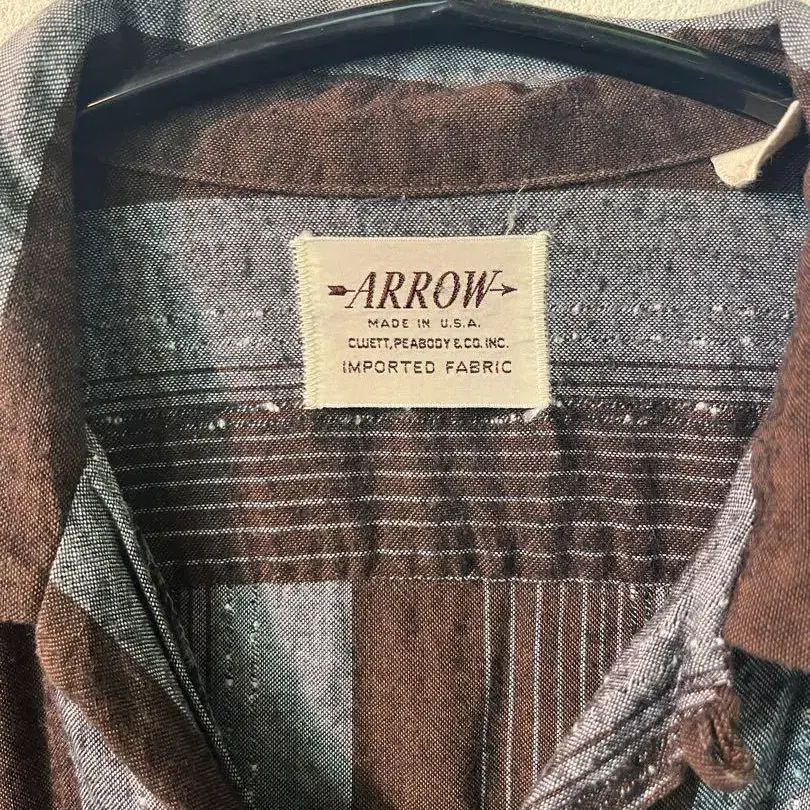 ARROW
MADE IN U.S.A.
CLUETT, PEABODY & CO. INC.
IMPORTED FABRIC